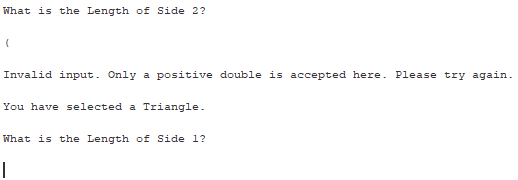 What is the Length of Side 2?
(
Invalid input. Only a positive double is accepted here. Please try again.
You have selected a Triangle.
What is the Length of Side 1?